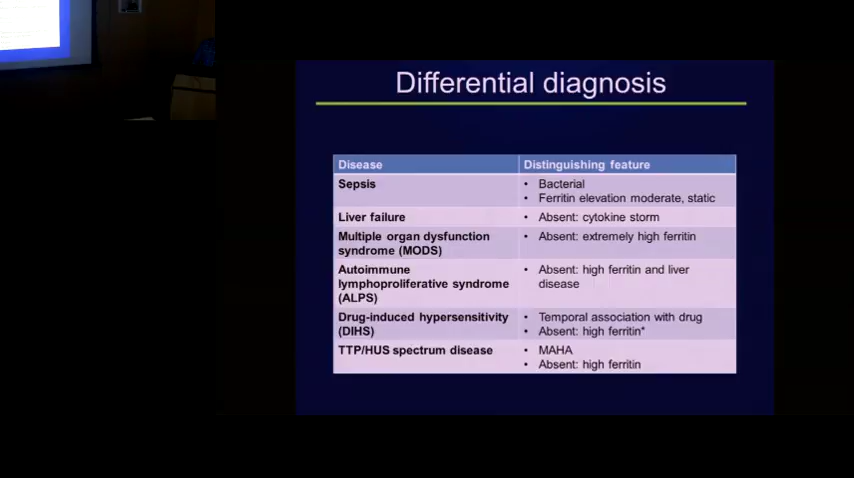 Differential diagnosis
Disease
Distinguishing feature
Sepsis
• Bacterial
• Ferritin elevation moderate, static
Liver failure
• Absent: cytokine storm
Multiple organ dysfunction
syndrome (MODS)
• Absent: extremely high ferritin
Autoimmune
lymphoproliferative syndrome
(ALPS)
• Absent: high ferritin and liver
disease
Drug-induced hypersensitivity
(DIHS)
• Temporal association with drug
• Absent: high ferritin*
TTP/HUS spectrum disease
• MAHA
• Absent: high ferritin